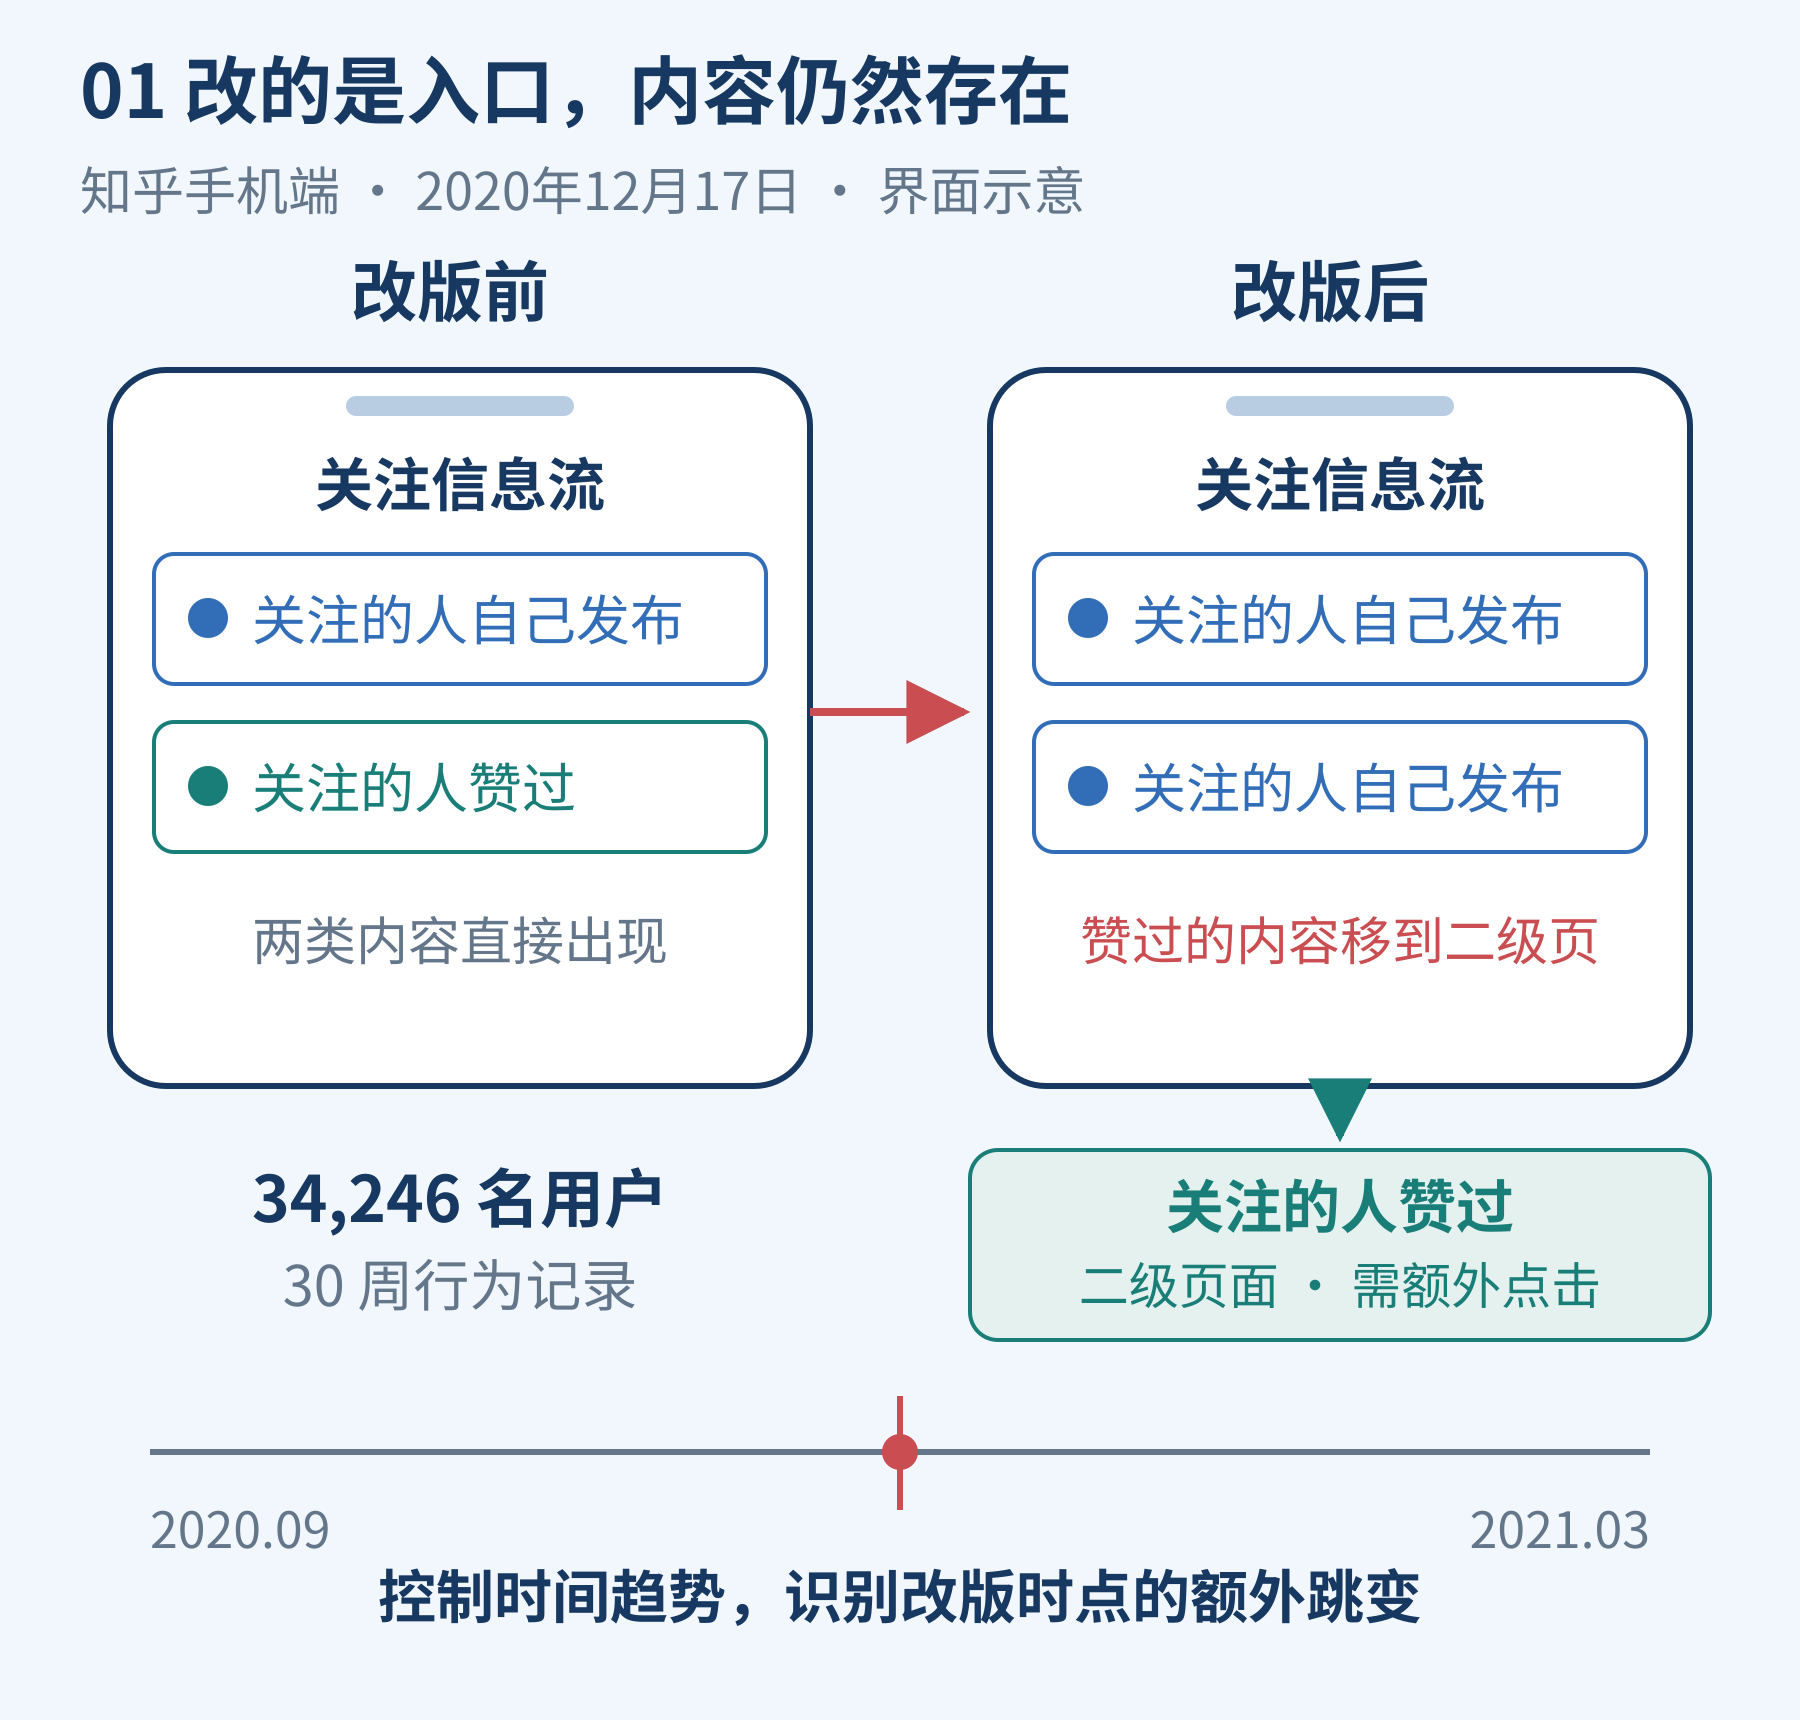 01 改的是入口，内容仍然存在
知乎手机端 · 2020年12月17日 · 界面示意
改版前
关注信息流
关注的人自己发布
关注的人赞过
两类内容直接出现
改版后
关注信息流
关注的人自己发布
关注的人自己发布
赞过的内容移到二级页
34,246 名用户
30 周行为记录
关注的人赞过
二级页面 · 需额外点击
2020.09
2021.03
控制时间趋势，识别改版时点的额外跳变